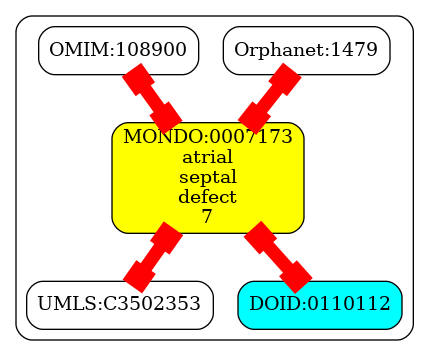 OMIM:108900
Orphanet:1479
MONDO:0007173
atrial
septal
defect
7
UMLS:C3502353
DOID:0110112